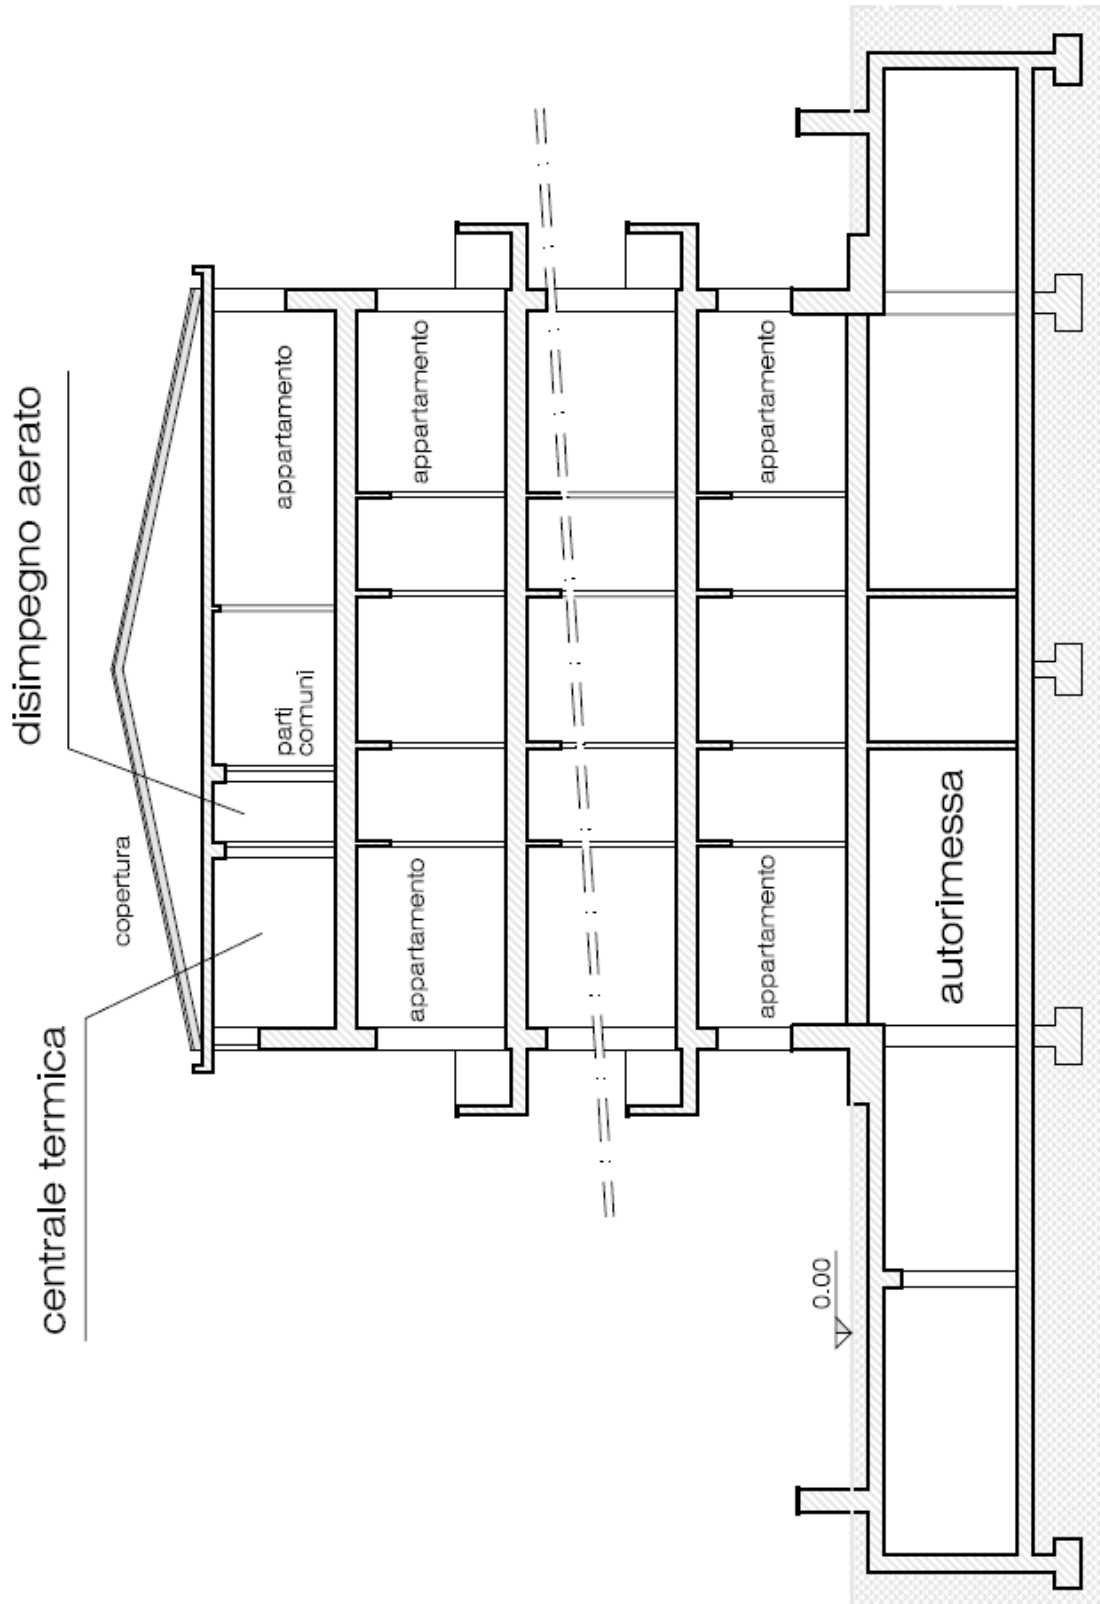 disimpegno aerato
centrale termica
copertura
parti
comuni
appartamento
appartamento
appartamento
appartamento
appartamento
0.00
autorimessa